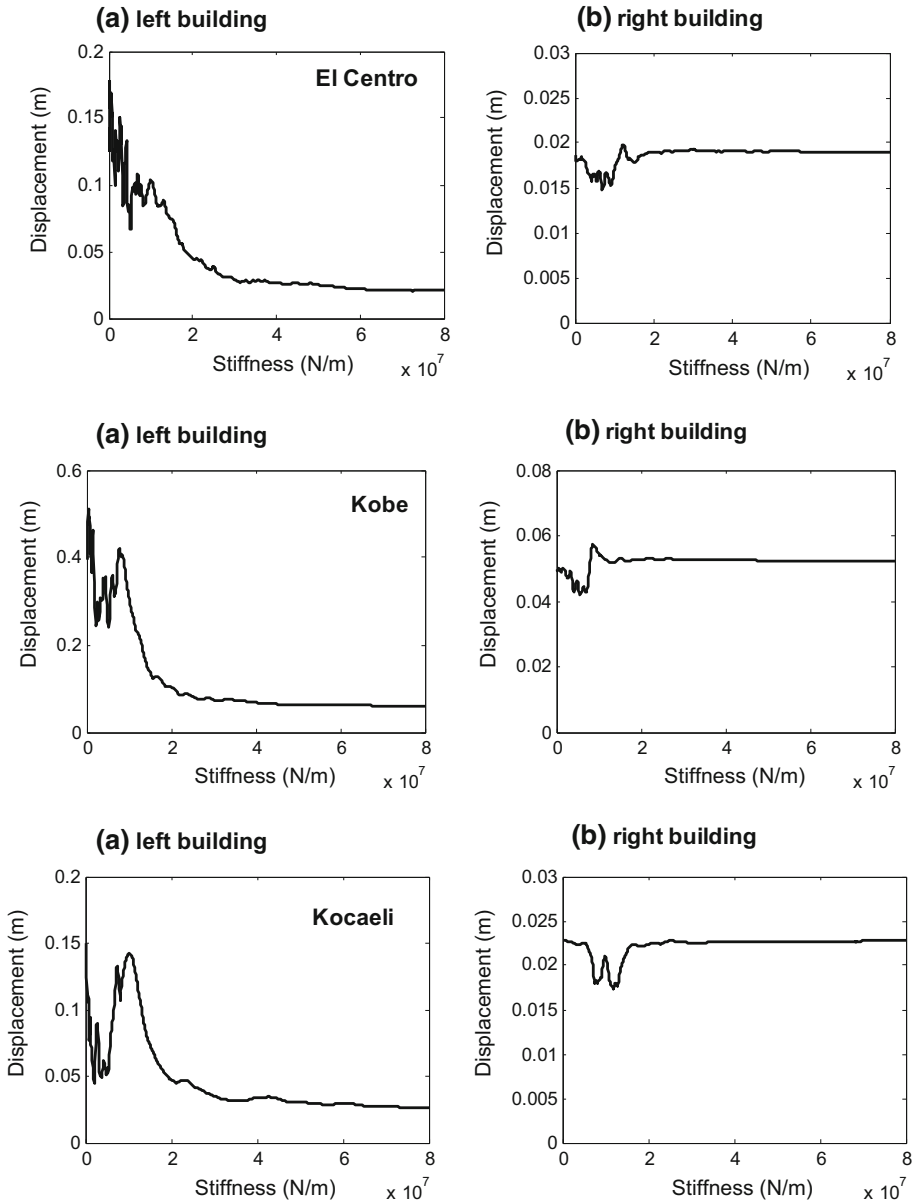 (a) left building
(b) right building
El Centro
Displacement (m)
0.2
0.15
0.1
0.05
0
0 2 4 6 8
Stiffness (N/m)
x 10^7
Displacement (m)
0.03
0.025
0.02
0.015
0.01
0.005
0
0 2 4 6 8
Stiffness (N/m)
x 10^7
(a) left building
(b) right building
Kobe
Displacement (m)
0.6
0.4
0.2
0
0 2 4 6 8
Stiffness (N/m)
x 10^7
Displacement (m)
0.08
0.06
0.04
0.02
0
0 2 4 6 8
Stiffness (N/m)
x 10^7
(a) left building
(b) right building
Kocaeli
Displacement (m)
0.2
0.15
0.1
0.05
0
0 2 4 6 8
Stiffness (N/m)
x 10^7
Displacement (m)
0.03
0.025
0.02
0.015
0.01
0.005
0
0 2 4 6 8
Stiffness (N/m)
x 10^7